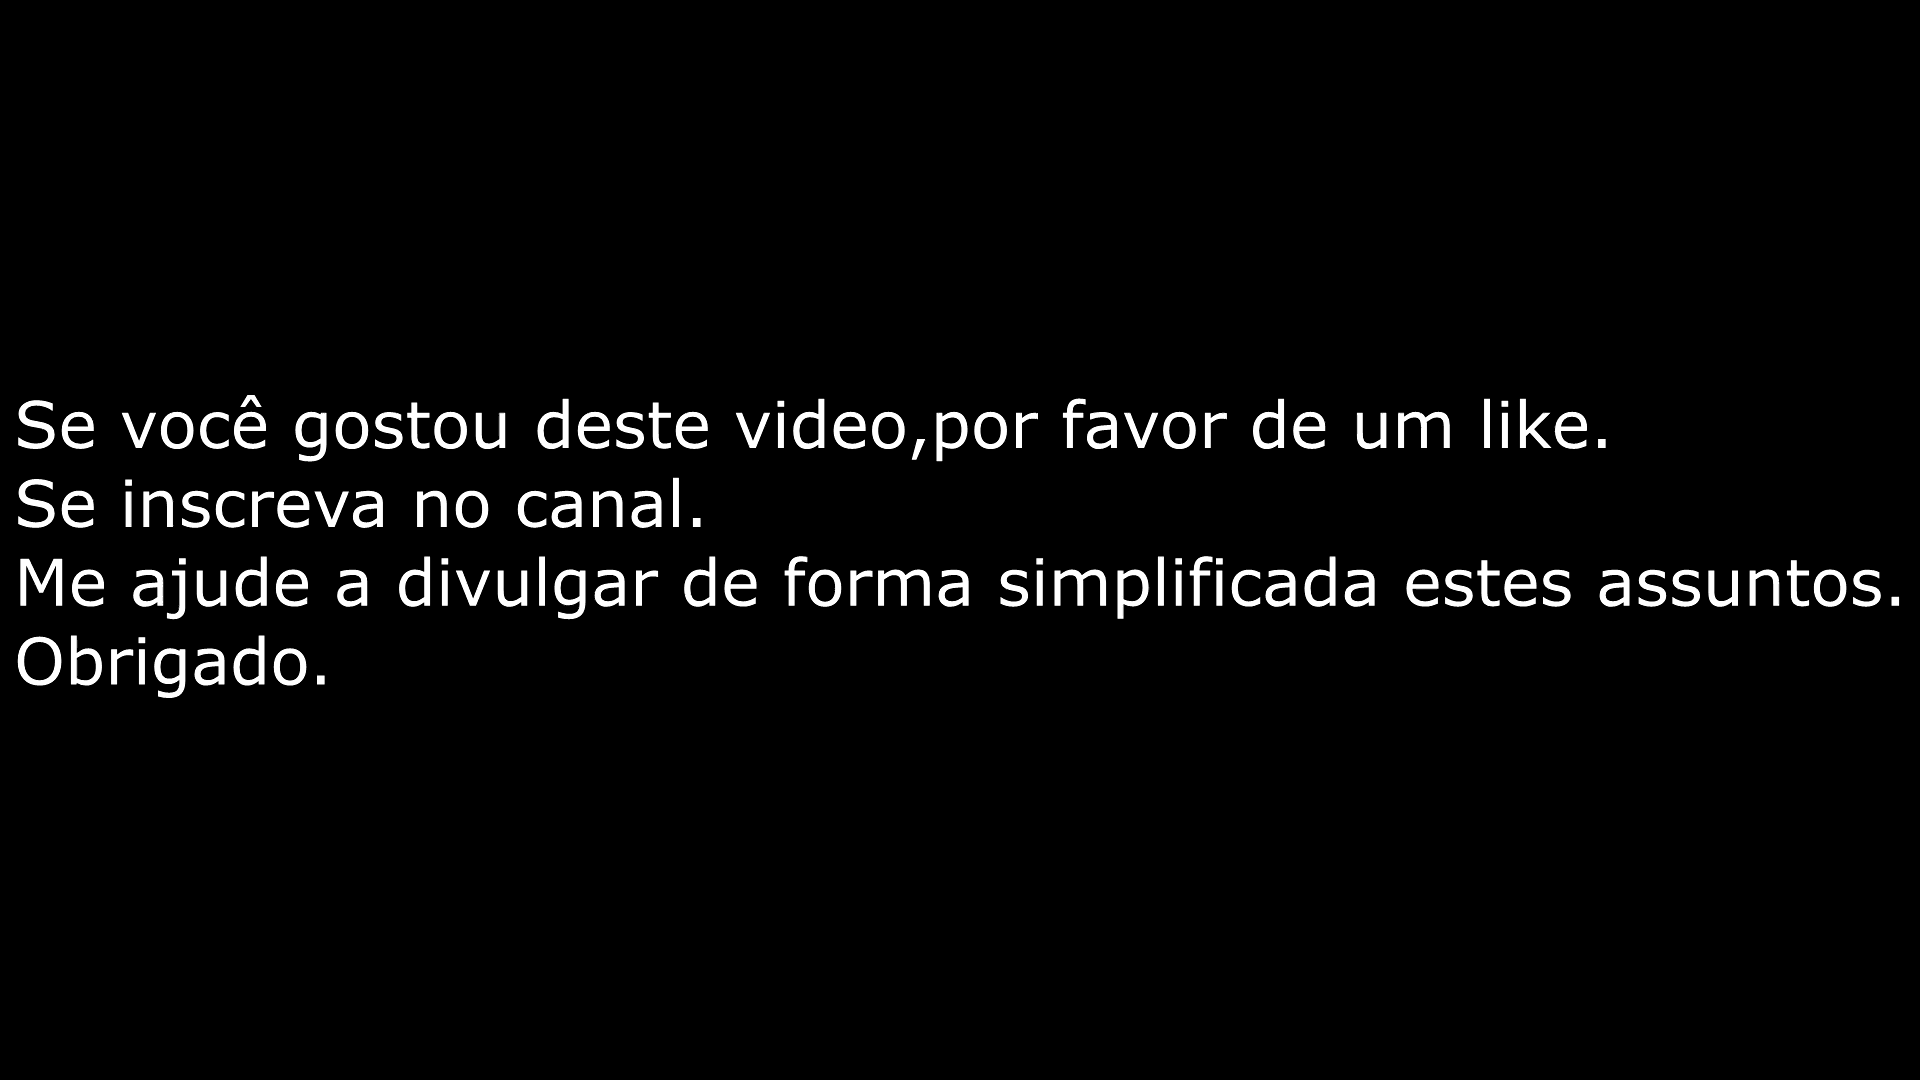 Se você gostou deste video,por favor de um like.
Se inscreva no canal.
Me ajude a divulgar de forma simplificada estes assuntos.
Obrigado.